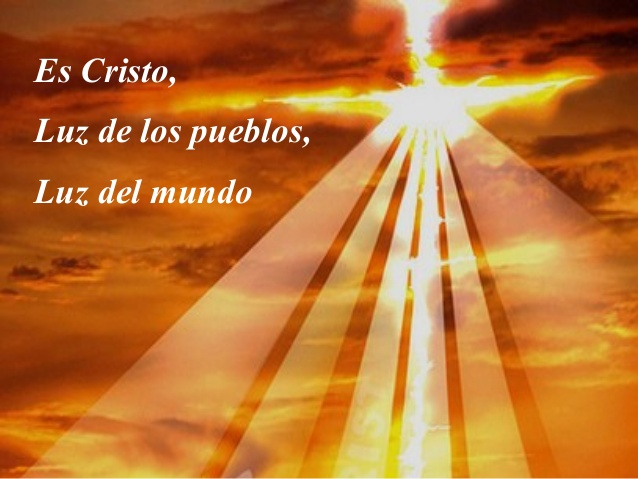 Es Cristo,
Luz de los pueblos,
Luz del mundo